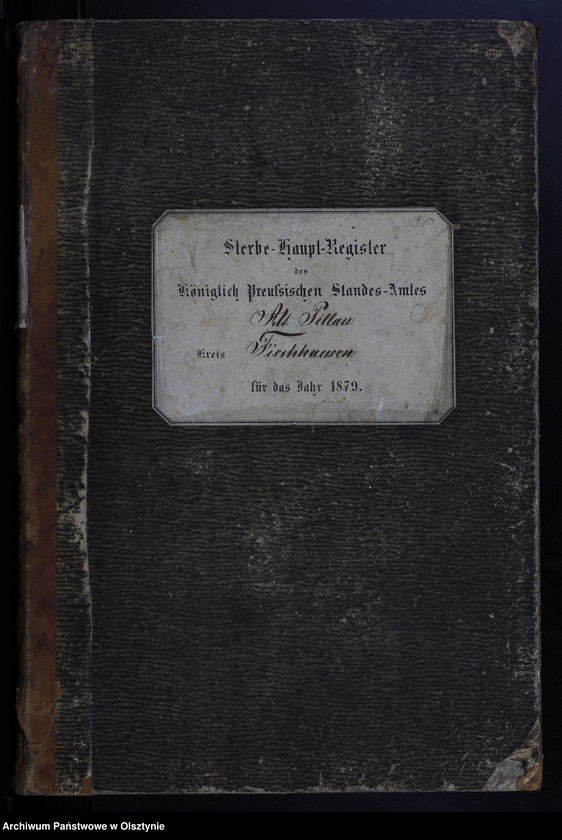 Sterbe-Haupt-Register
des
Königlich Preußischen Standes-Amtes
Alt Pillau
Kreis Fischhausen
für das Jahr 1879.
Archiwum Państwowe w Olsztynie